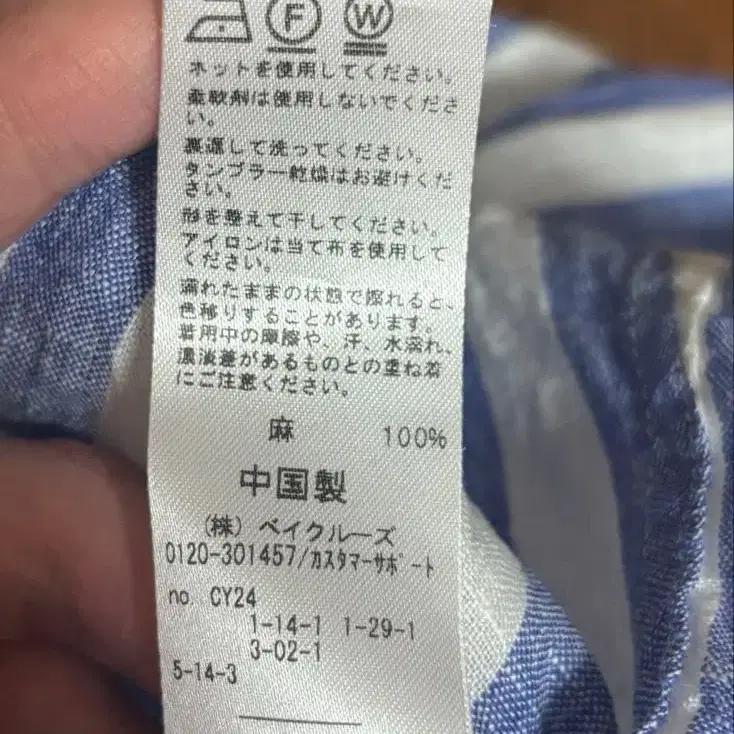 F W
ネットを使用してください。
柔軟剤は使用しないでくださ
い。
裏返して洗ってください。
タンブラー乾燥はお避けくだ
さい。
形を整えて干してください。
アイロンは当て布を使用して
ください。
濡れたままの状態で擦れると、
色移りすることがあります。
着用中の摩擦や、汗、水濡れ、
濃淡差があるものとの重ね着
にご注意ください。
麻 100%
中国製
(株) ベイクルーズ
0120-301457/ｶｽﾀﾏｰｻﾎﾟｰﾄ
no. CY24
1-14-1 1-29-1
3-02-1
5-14-3